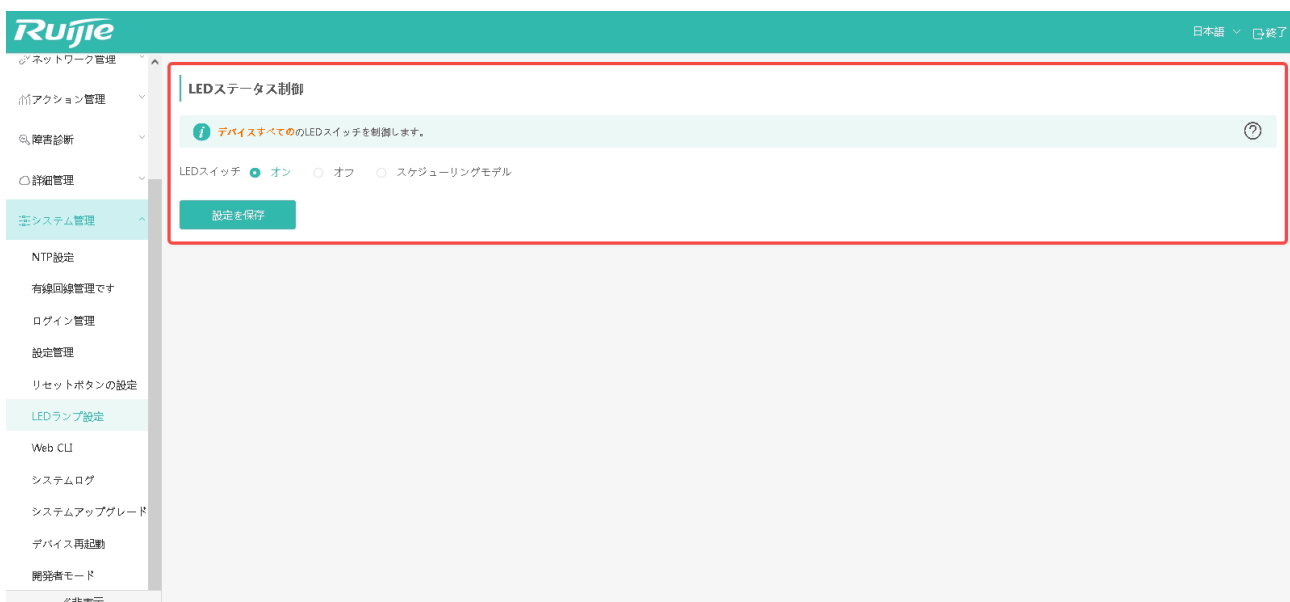 Ruijie
日本語 終了
ネットワーク管理
アクション管理
障害診断
詳細管理
システム管理
NTP設定
有線回線管理です
ログイン管理
設定管理
リセットボタンの設定
LEDランプ設定
Web CLI
システムログ
システムアップグレード
デバイス再起動
開発者モード
非表示
LEDステータス制御
デバイスすべてののLEDスイッチを制御します。
LEDスイッチ オン オフ スケジューリングモデル
設定を保存